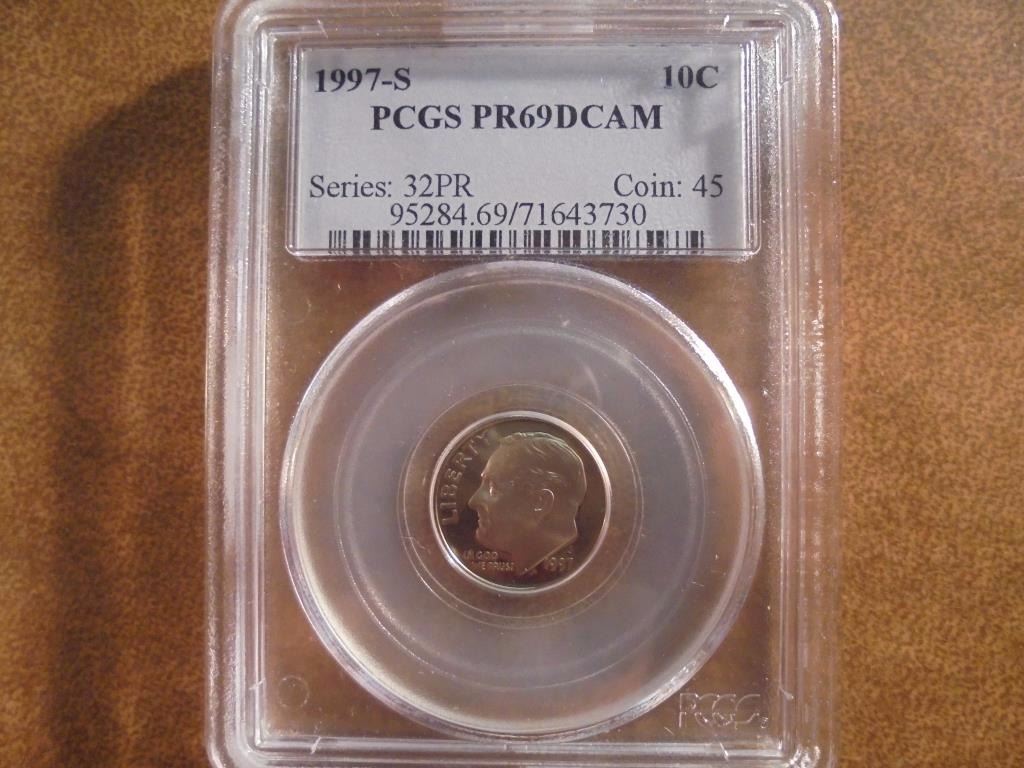 1997-S 10C
PCGS PR69DCAM
Series: 32PR Coin: 45
95284.69/71643730
LIBERTY
IN GOD
WE TRUST
1997
PCGS